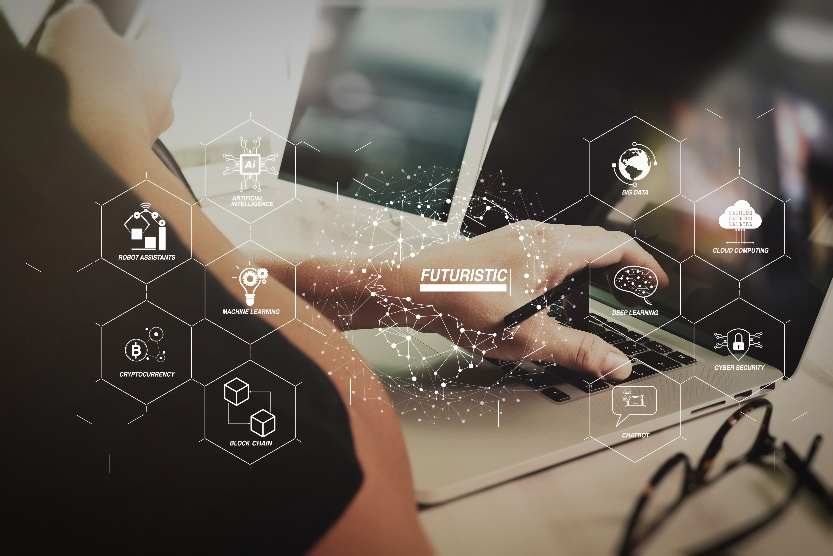 Ai
ARTIFICIAL
INTELLIGENCE
ROBOT ASSISTANTS
MACHINE LEARNING
CRYPTOCURRENCY
BLOCK CHAIN
FUTURISTIC
BIG DATA
CLOUD COMPUTING
DEEP LEARNING
CYBER SECURITY
CHATBOT